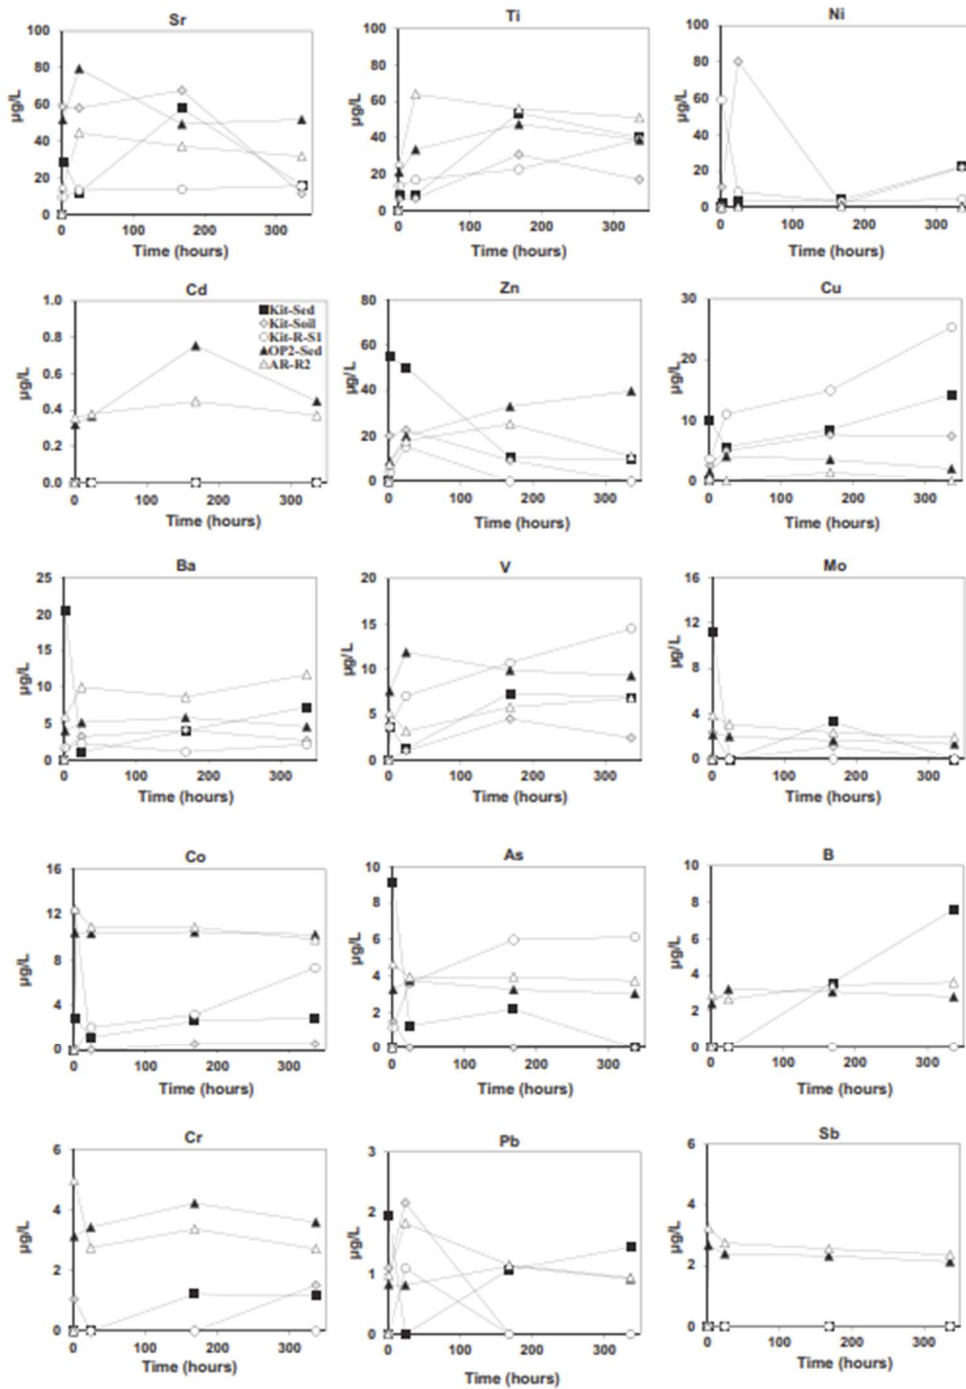 Sr
100
80
60
40
20
0
µg/L
0 100 200 300
Time (hours)
Ti
100
80
60
40
20
0
µg/L
0 100 200 300
Time (hours)
Ni
100
80
60
40
20
0
µg/L
0 100 200 300
Time (hours)
Cd
1.0
0.8
0.6
0.4
0.2
0.0
µg/L
0 100 200 300
Time (hours)
Kit-Sed
Kit-Soil
Kit-R-S1
OP2-Sed
AR-R2
Zn
80
60
40
20
0
µg/L
0 100 200 300
Time (hours)
Cu
30
20
10
0
µg/L
0 100 200 300
Time (hours)
Ba
25
20
15
10
5
0
µg/L
0 100 200 300
Time (hours)
V
20
15
10
5
0
µg/L
0 100 200 300
Time (hours)
Mo
16
12
8
4
0
µg/L
0 100 200 300
Time (hours)
Co
16
12
8
4
0
µg/L
0 100 200 300
Time (hours)
As
10
8
6
4
2
0
µg/L
0 100 200 300
Time (hours)
B
10
8
6
4
2
0
µg/L
0 100 200 300
Time (hours)
Cr
6
4
2
0
µg/L
0 100 200 300
Time (hours)
Pb
3
2
1
0
µg/L
0 100 200 300
Time (hours)
Sb
6
4
2
0
µg/L
0 100 200 300
Time (hours)